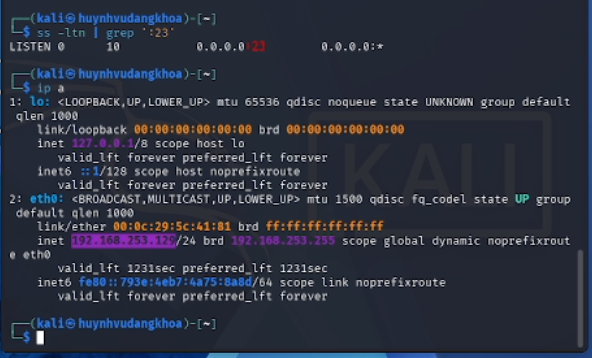 ┌──(kali㉿huynhvudangkhoa)-[~]
└─$ ss -ltn | grep ':23'
LISTEN 0      10          0.0.0.0:23        0.0.0.0:*
┌──(kali㉿huynhvudangkhoa)-[~]
└─$ ip a
1: lo: <LOOPBACK,UP,LOWER_UP> mtu 65536 qdisc noqueue state UNKNOWN group default
qlen 1000
    link/loopback 00:00:00:00:00:00 brd 00:00:00:00:00:00
    inet 127.0.0.1/8 scope host lo
       valid_lft forever preferred_lft forever
    inet6 ::1/128 scope host noprefixroute
       valid_lft forever preferred_lft forever
2: eth0: <BROADCAST,MULTICAST,UP,LOWER_UP> mtu 1500 qdisc fq_codel state UP group
default qlen 1000
    link/ether 00:0c:29:5c:41:81 brd ff:ff:ff:ff:ff:ff
    inet 192.168.253.129/24 brd 192.168.253.255 scope global dynamic noprefixrout
e eth0
       valid_lft 1231sec preferred_lft 1231sec
    inet6 fe80::793e:4eb7:4a75:8a8d/64 scope link noprefixroute
       valid_lft forever preferred_lft forever
┌──(kali㉿huynhvudangkhoa)-[~]
└─$
KALI